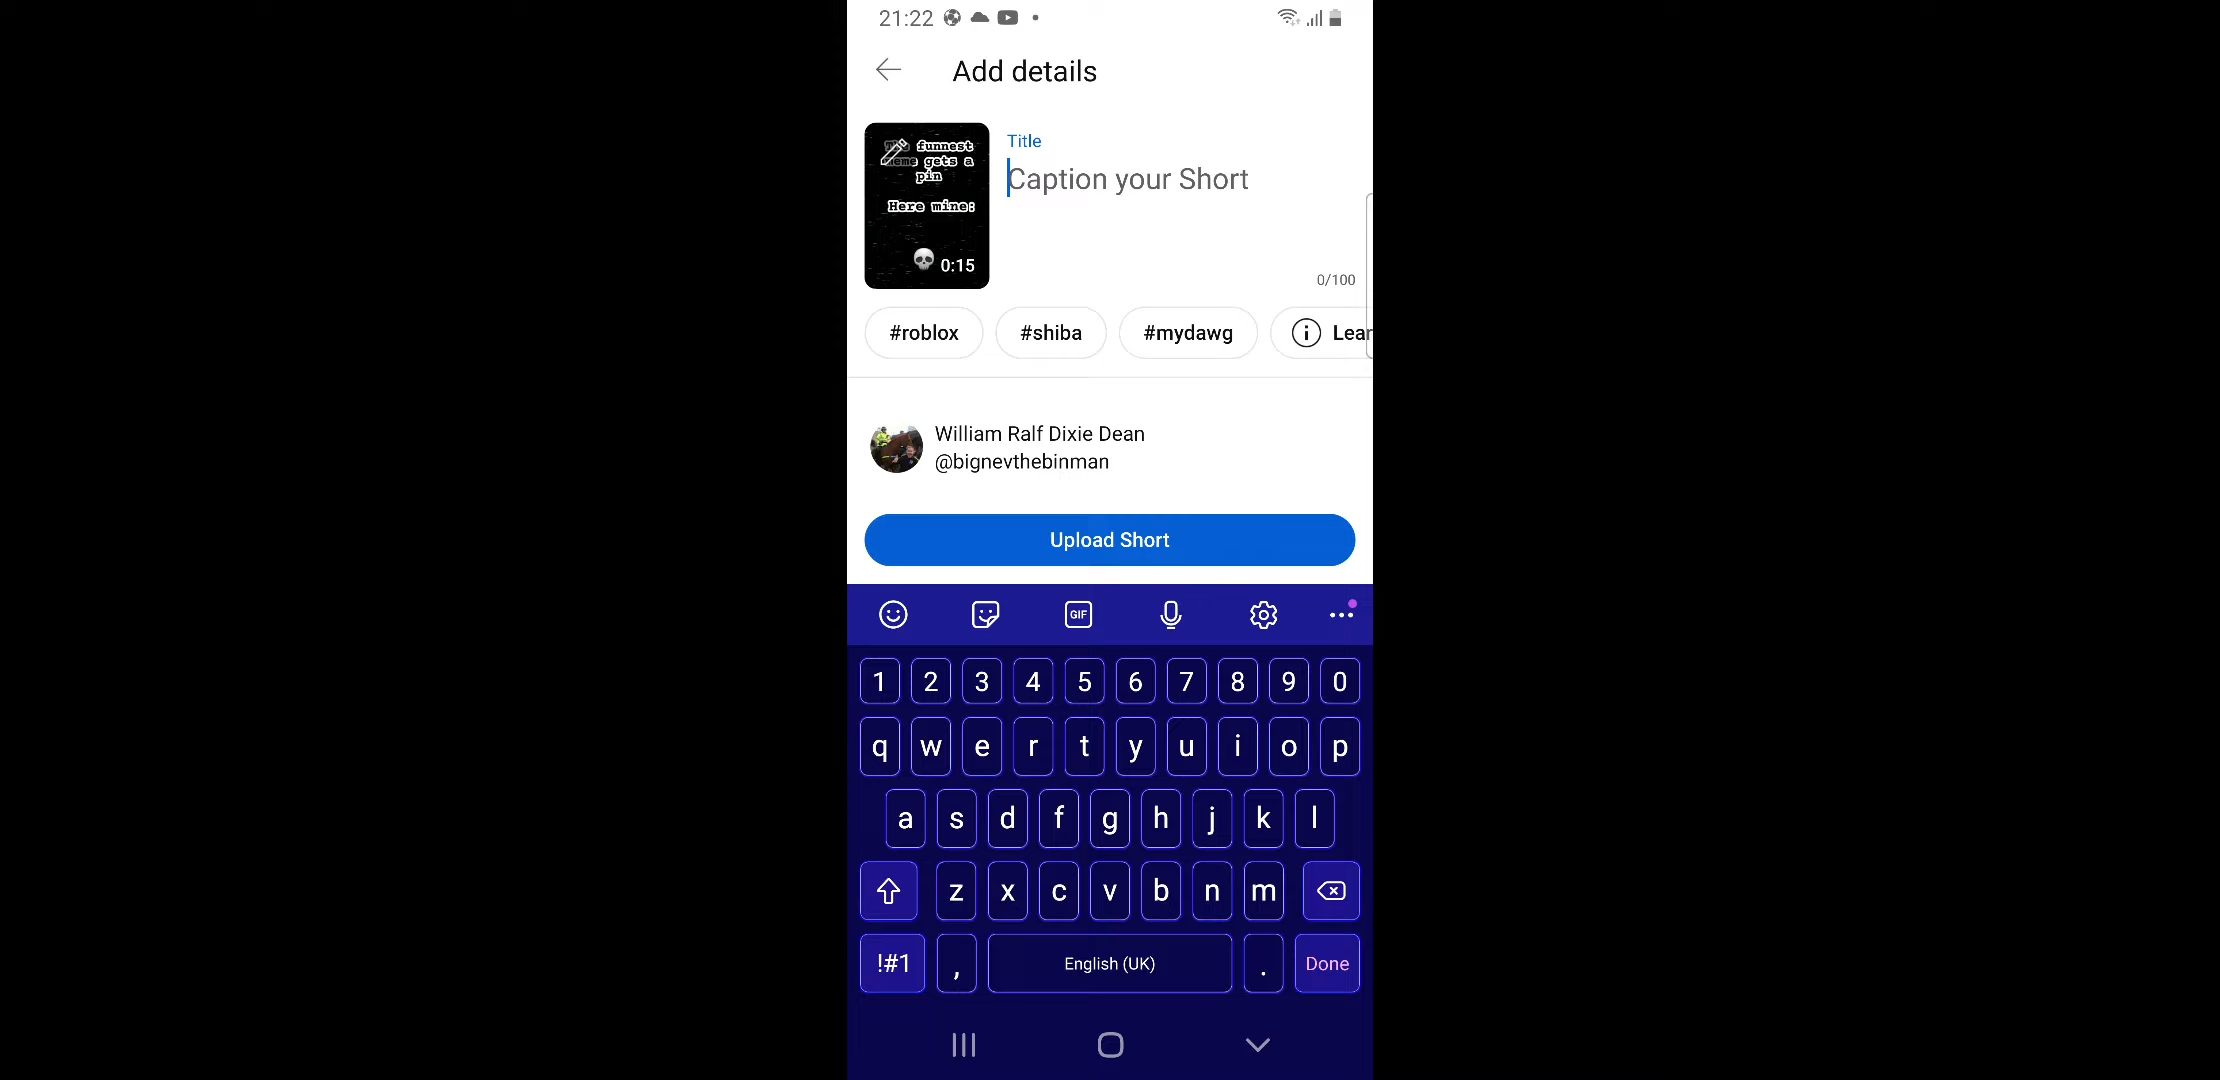 21:22
Add details
The funnest
meme gets a
pin
Here mine:
0:15
Title
Caption your Short
0/100
#roblox #shiba #mydawg Lear
William Ralf Dixie Dean
@bignevthebinman
Upload Short
GIF
1 2 3 4 5 6 7 8 9 0
q w e r t y u i o p
a s d f g h j k l
z x c v b n m
!#1 , English (UK) . Done